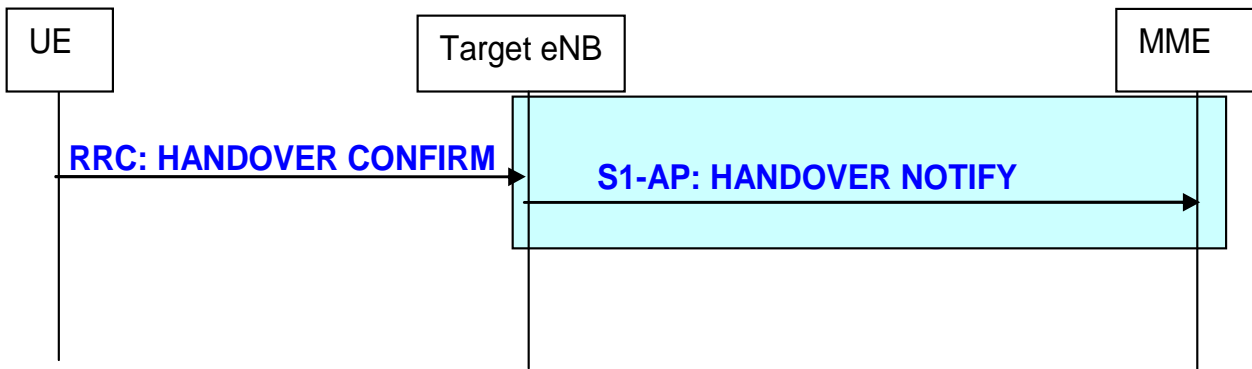 UE
Target eNB
MME
RRC: HANDOVER CONFIRM
S1-AP: HANDOVER NOTIFY